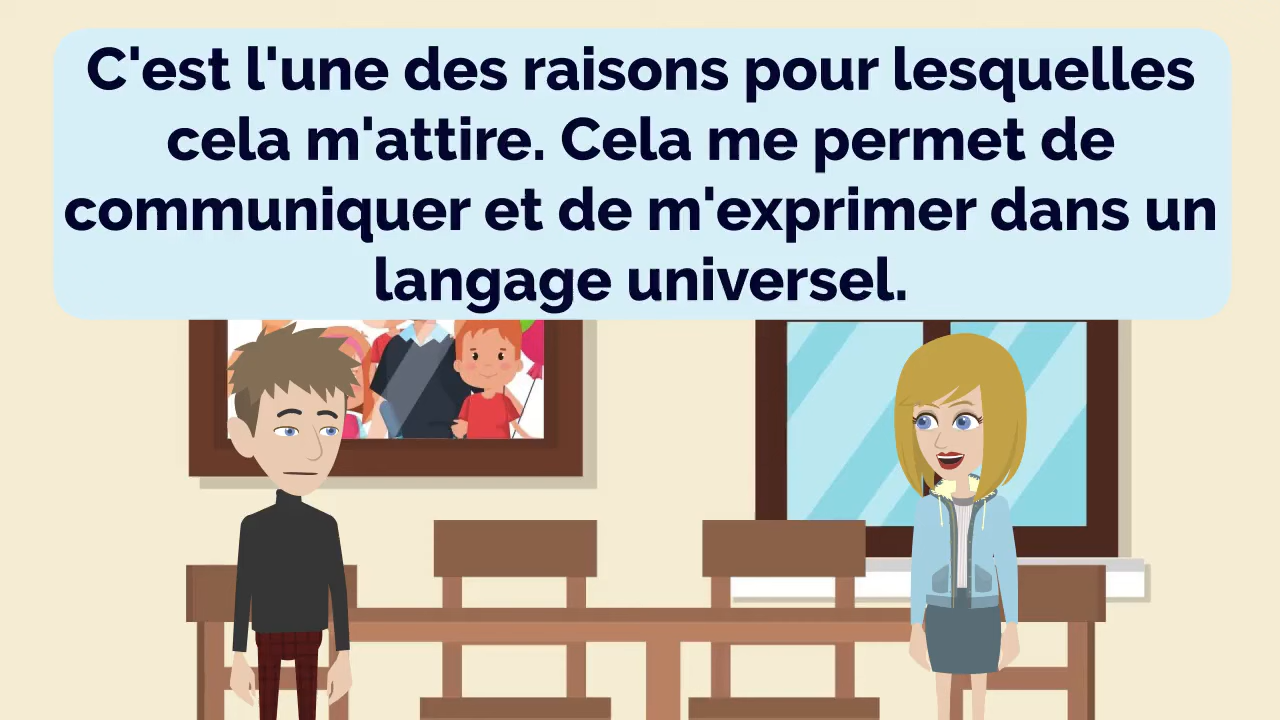 C'est l'une des raisons pour lesquelles
cela m'attire. Cela me permet de
communiquer et de m'exprimer dans un
langage universel.